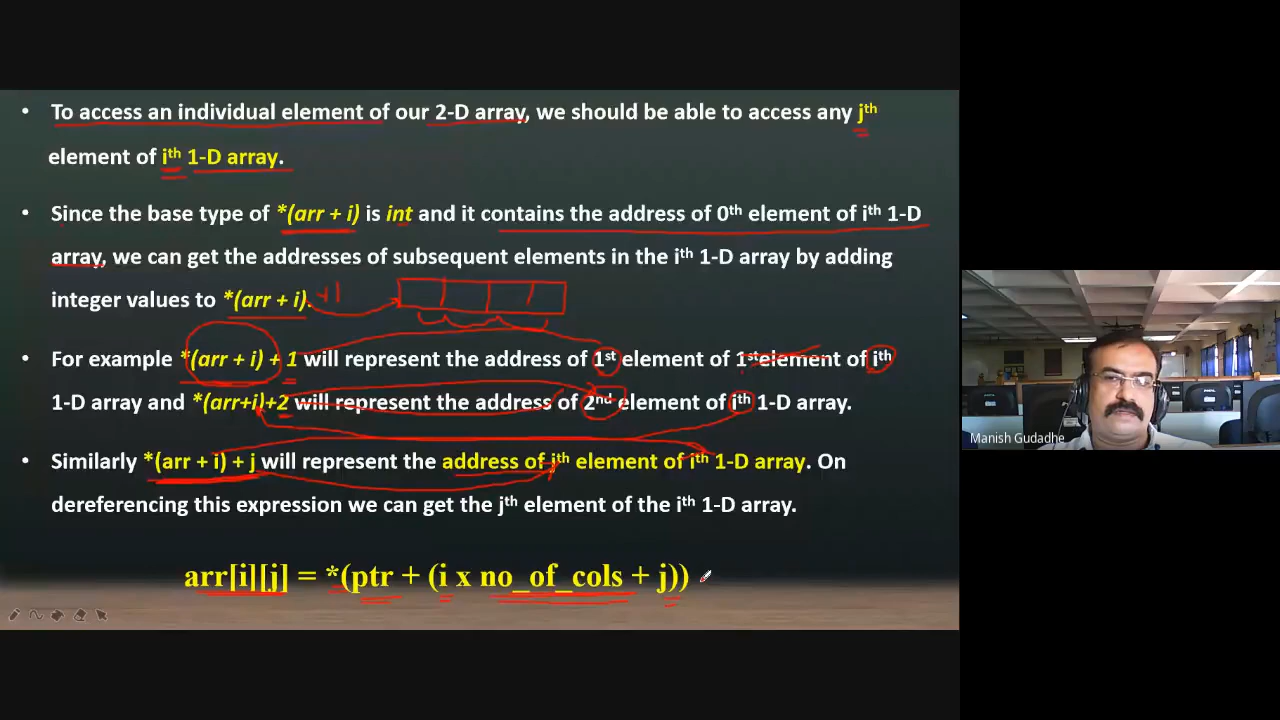 • To access an individual element of our 2-D array, we should be able to access any jth
element of ith 1-D array.
• Since the base type of *(arr + i) is int and it contains the address of 0th element of ith 1-D
array, we can get the addresses of subsequent elements in the ith 1-D array by adding
integer values to *(arr + i). +1
• For example *(arr + i) + 1 will represent the address of 1st element of 1st element of ith
1-D array and *(arr+i)+2 will represent the address of 2nd element of ith 1-D array.
• Similarly *(arr + i) + j will represent the address of jth element of ith 1-D array. On
dereferencing this expression we can get the jth element of the ith 1-D array.
arr[i][j] = *(ptr + (i x no_of_cols + j))
Manish Gudadhe